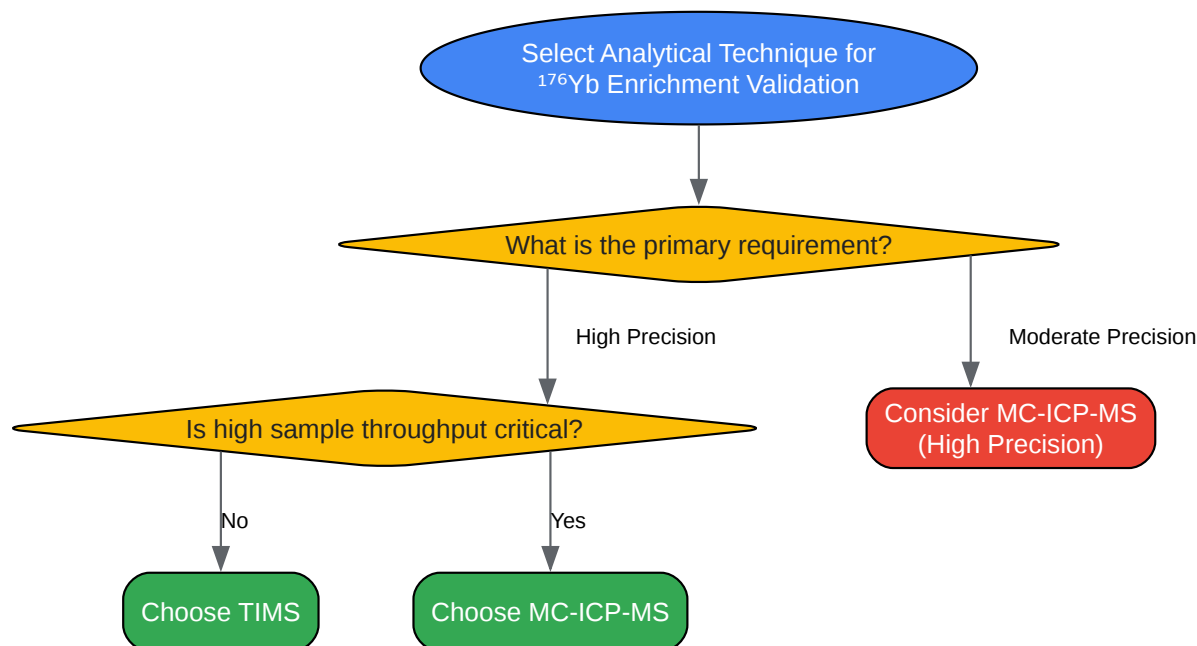 Select Analytical Technique for
¹⁷⁶Yb Enrichment Validation
What is the primary requirement?
High Precision
Moderate Precision
Is high sample throughput critical?
Consider MC-ICP-MS
(High Precision)
No
Yes
Choose TIMS
Choose MC-ICP-MS